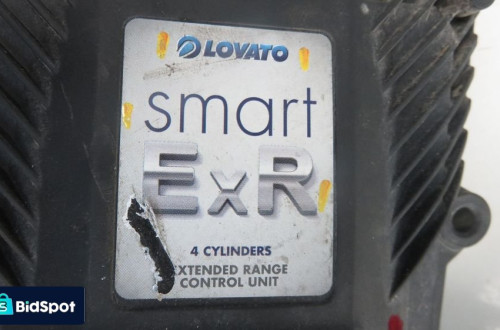 LOVATO
smart
ExR
4 CYLINDERS
EXTENDED RANGE
CONTROL UNIT
BidSpot